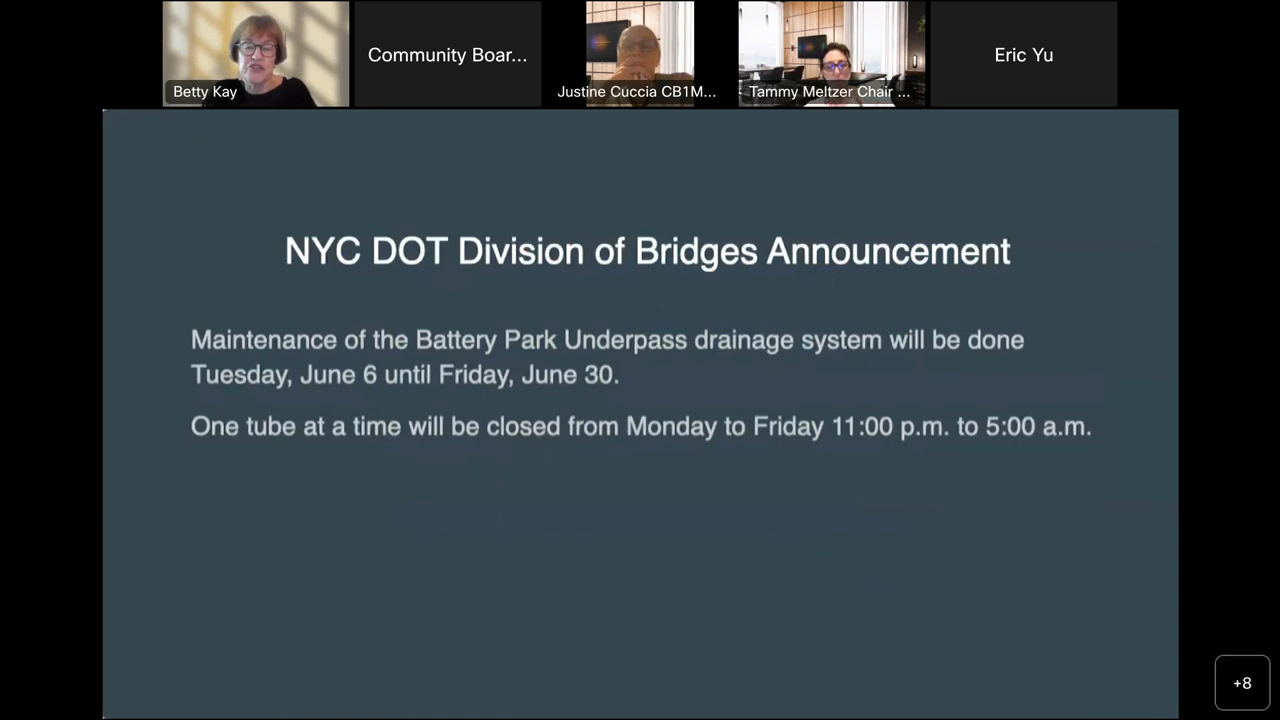 Betty Kay
Community Boar...
Justine Cuccia CB1M...
Tammy Meltzer Chair ...
Eric Yu
NYC DOT Division of Bridges Announcement
Maintenance of the Battery Park Underpass drainage system will be done
Tuesday, June 6 until Friday, June 30.
One tube at a time will be closed from Monday to Friday 11:00 p.m. to 5:00 a.m.
+8